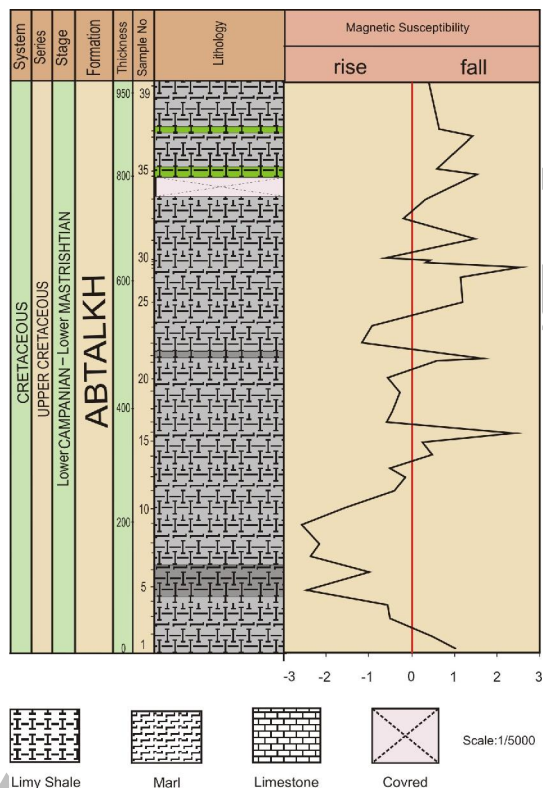 System
Series
Stage
Formation
Thickness
Sample No
Lithology
Magnetic Susceptibility
rise fall
CRETACEOUS
UPPER CRETACEOUS
Lower CAMPANIAN – Lower MASTRISHTIAN
ABTALKH
950
800
600
400
200
0
39
35
30
25
20
15
10
5
1
-3 -2 -1 0 1 2 3
Limy Shale Marl Limestone Covred Scale:1/5000